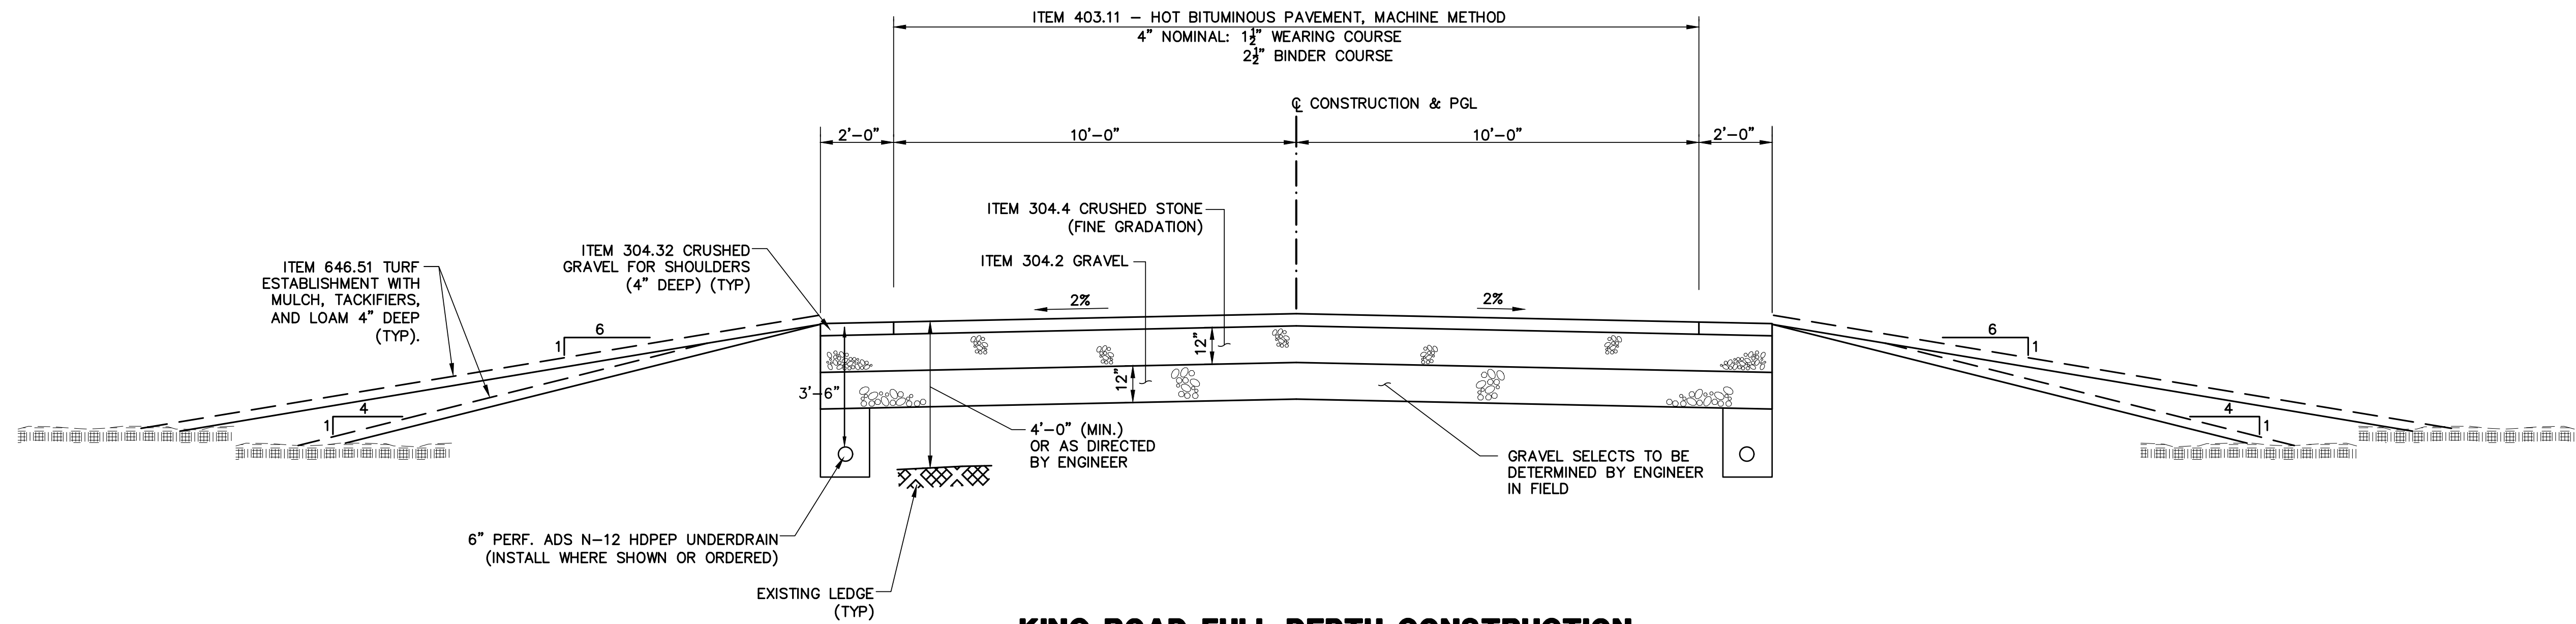 ITEM 403.11 – HOT BITUMINOUS PAVEMENT, MACHINE METHOD
4" NOMINAL: 1½" WEARING COURSE
2½" BINDER COURSE
℄ CONSTRUCTION & PGL
2'-0"
10'-0"
10'-0"
2'-0"
ITEM 304.4 CRUSHED STONE
(FINE GRADATION)
ITEM 304.32 CRUSHED
GRAVEL FOR SHOULDERS
(4" DEEP) (TYP)
ITEM 304.2 GRAVEL
ITEM 646.51 TURF
ESTABLISHMENT WITH
MULCH, TACKIFIERS,
AND LOAM 4" DEEP
(TYP).
2%
2%
6
1
6
1
12"
12"
3'-6"
4
1
4
1
4'-0" (MIN.)
OR AS DIRECTED
BY ENGINEER
GRAVEL SELECTS TO BE
DETERMINED BY ENGINEER
IN FIELD
6" PERF. ADS N-12 HDPEP UNDERDRAIN
(INSTALL WHERE SHOWN OR ORDERED)
EXISTING LEDGE
(TYP)
KING ROAD FULL DEPTH CONSTRUCTION